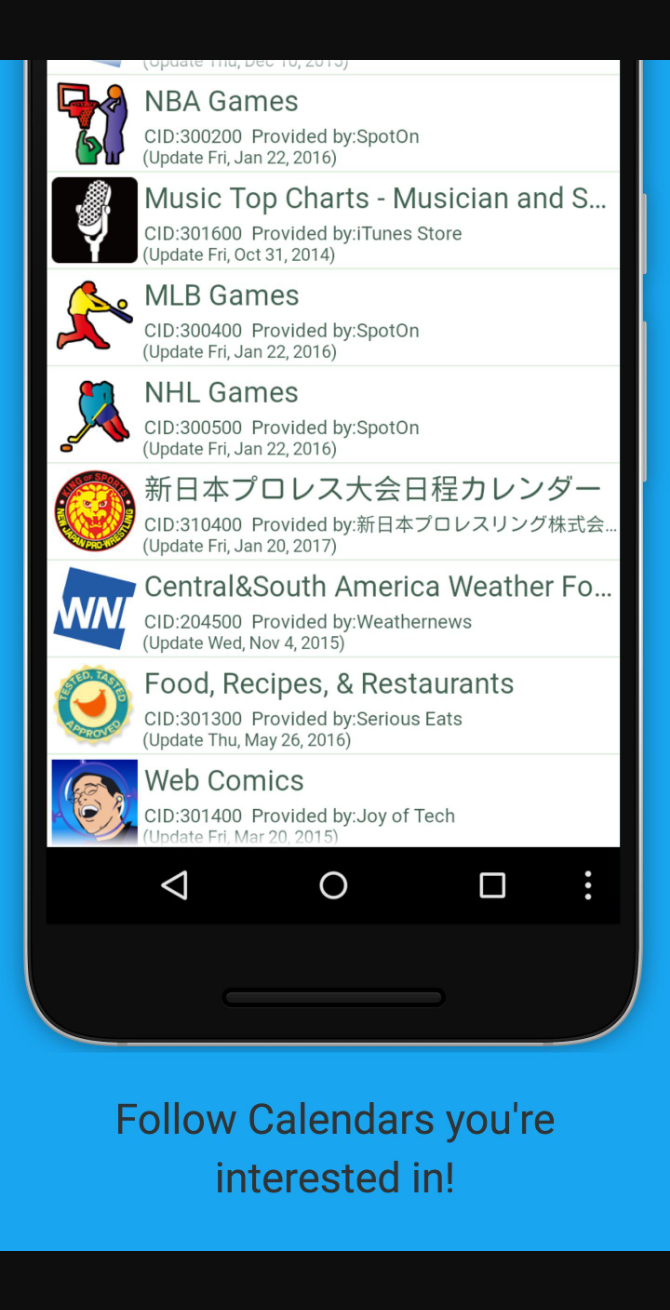 (Update Thu, Dec 10, 2015)
NBA Games
CID:300200 Provided by:SpotOn
(Update Fri, Jan 22, 2016)
Music Top Charts - Musician and S...
CID:301600 Provided by:iTunes Store
(Update Fri, Oct 31, 2014)
MLB Games
CID:300400 Provided by:SpotOn
(Update Fri, Jan 22, 2016)
NHL Games
CID:300500 Provided by:SpotOn
(Update Fri, Jan 22, 2016)
KING OF SPORTS
NEW JAPAN PRO-WRESTLING
新日本プロレス大会日程カレンダー
CID:310400 Provided by:新日本プロレスリング株式会...
(Update Fri, Jan 20, 2017)
WNI
Central&South America Weather Fo...
CID:204500 Provided by:Weathernews
(Update Wed, Nov 4, 2015)
TESTED, TASTED
APPROVED
Food, Recipes, & Restaurants
CID:301300 Provided by:Serious Eats
(Update Thu, May 26, 2016)
Web Comics
CID:301400 Provided by:Joy of Tech
(Update Fri, Mar 20, 2015)
Follow Calendars you're
interested in!